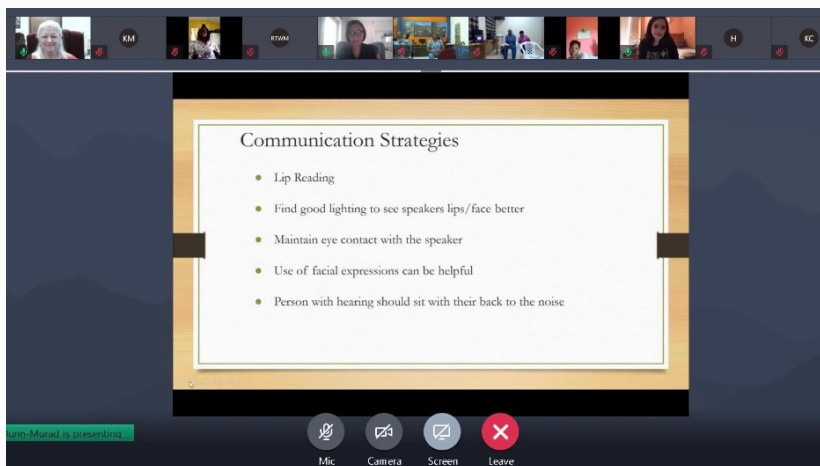 KM
RTWM
H
KC
Communication Strategies
Lip Reading
Find good lighting to see speakers lips/face better
Maintain eye contact with the speaker
Use of facial expressions can be helpful
Person with hearing should sit with their back to the noise
unn-Murad is presenting
Mic Camera Screen Leave